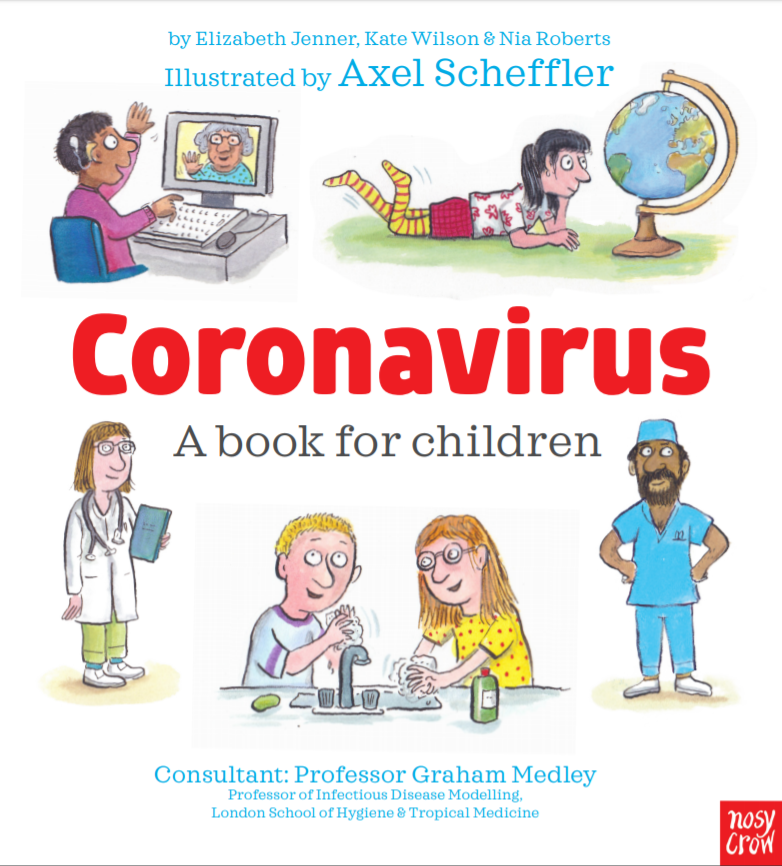 by Elizabeth Jenner, Kate Wilson & Nia Roberts
Illustrated by Axel Scheffler
Coronavirus
A book for children
Consultant: Professor Graham Medley
Professor of Infectious Disease Modelling,
London School of Hygiene & Tropical Medicine
nosy
crow